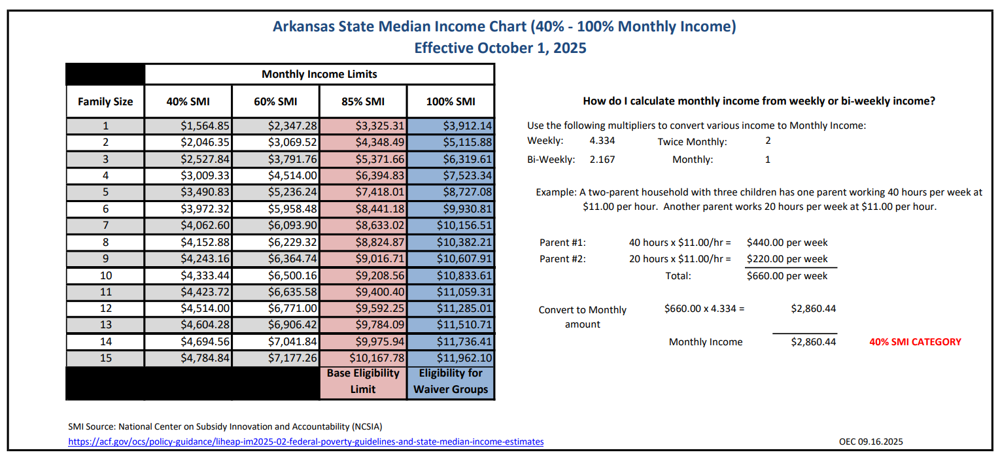 Arkansas State Median Income Chart (40% - 100% Monthly Income)
Effective October 1, 2025
Monthly Income Limits
Family Size 40% SMI 60% SMI 85% SMI 100% SMI
1 $1,564.85 $2,347.28 $3,325.31 $3,912.14
2 $2,046.35 $3,069.52 $4,348.49 $5,115.88
3 $2,527.84 $3,791.76 $5,371.66 $6,319.61
4 $3,009.33 $4,514.00 $6,394.83 $7,523.34
5 $3,490.83 $5,236.24 $7,418.01 $8,727.08
6 $3,972.32 $5,958.48 $8,441.18 $9,930.81
7 $4,062.60 $6,093.90 $8,633.02 $10,156.51
8 $4,152.88 $6,229.32 $8,824.87 $10,382.21
9 $4,243.16 $6,364.74 $9,016.71 $10,607.91
10 $4,333.44 $6,500.16 $9,208.56 $10,833.61
11 $4,423.72 $6,635.58 $9,400.40 $11,059.31
12 $4,514.00 $6,771.00 $9,592.25 $11,285.01
13 $4,604.28 $6,906.42 $9,784.09 $11,510.71
14 $4,694.56 $7,041.84 $9,975.94 $11,736.41
15 $4,784.84 $7,177.26 $10,167.78 $11,962.10
Base Eligibility Eligibility for
Limit Waiver Groups
How do I calculate monthly income from weekly or bi-weekly income?
Use the following multipliers to convert various income to Monthly Income:
Weekly: 4.334 Twice Monthly: 2
Bi-Weekly: 2.167 Monthly: 1
Example: A two-parent household with three children has one parent working 40 hours per week at
$11.00 per hour. Another parent works 20 hours per week at $11.00 per hour.
Parent #1: 40 hours x $11.00/hr = $440.00 per week
Parent #2: 20 hours x $11.00/hr = $220.00 per week
Total: $660.00 per week
Convert to Monthly $660.00 x 4.334 = $2,860.44
amount
Monthly Income $2,860.44 40% SMI CATEGORY
SMI Source: National Center on Subsidy Innovation and Accountability (NCSIA)
https://acf.gov/ocs/policy-guidance/liheap-im2025-02-federal-poverty-guidelines-and-state-median-income-estimates
OEC 09.16.2025